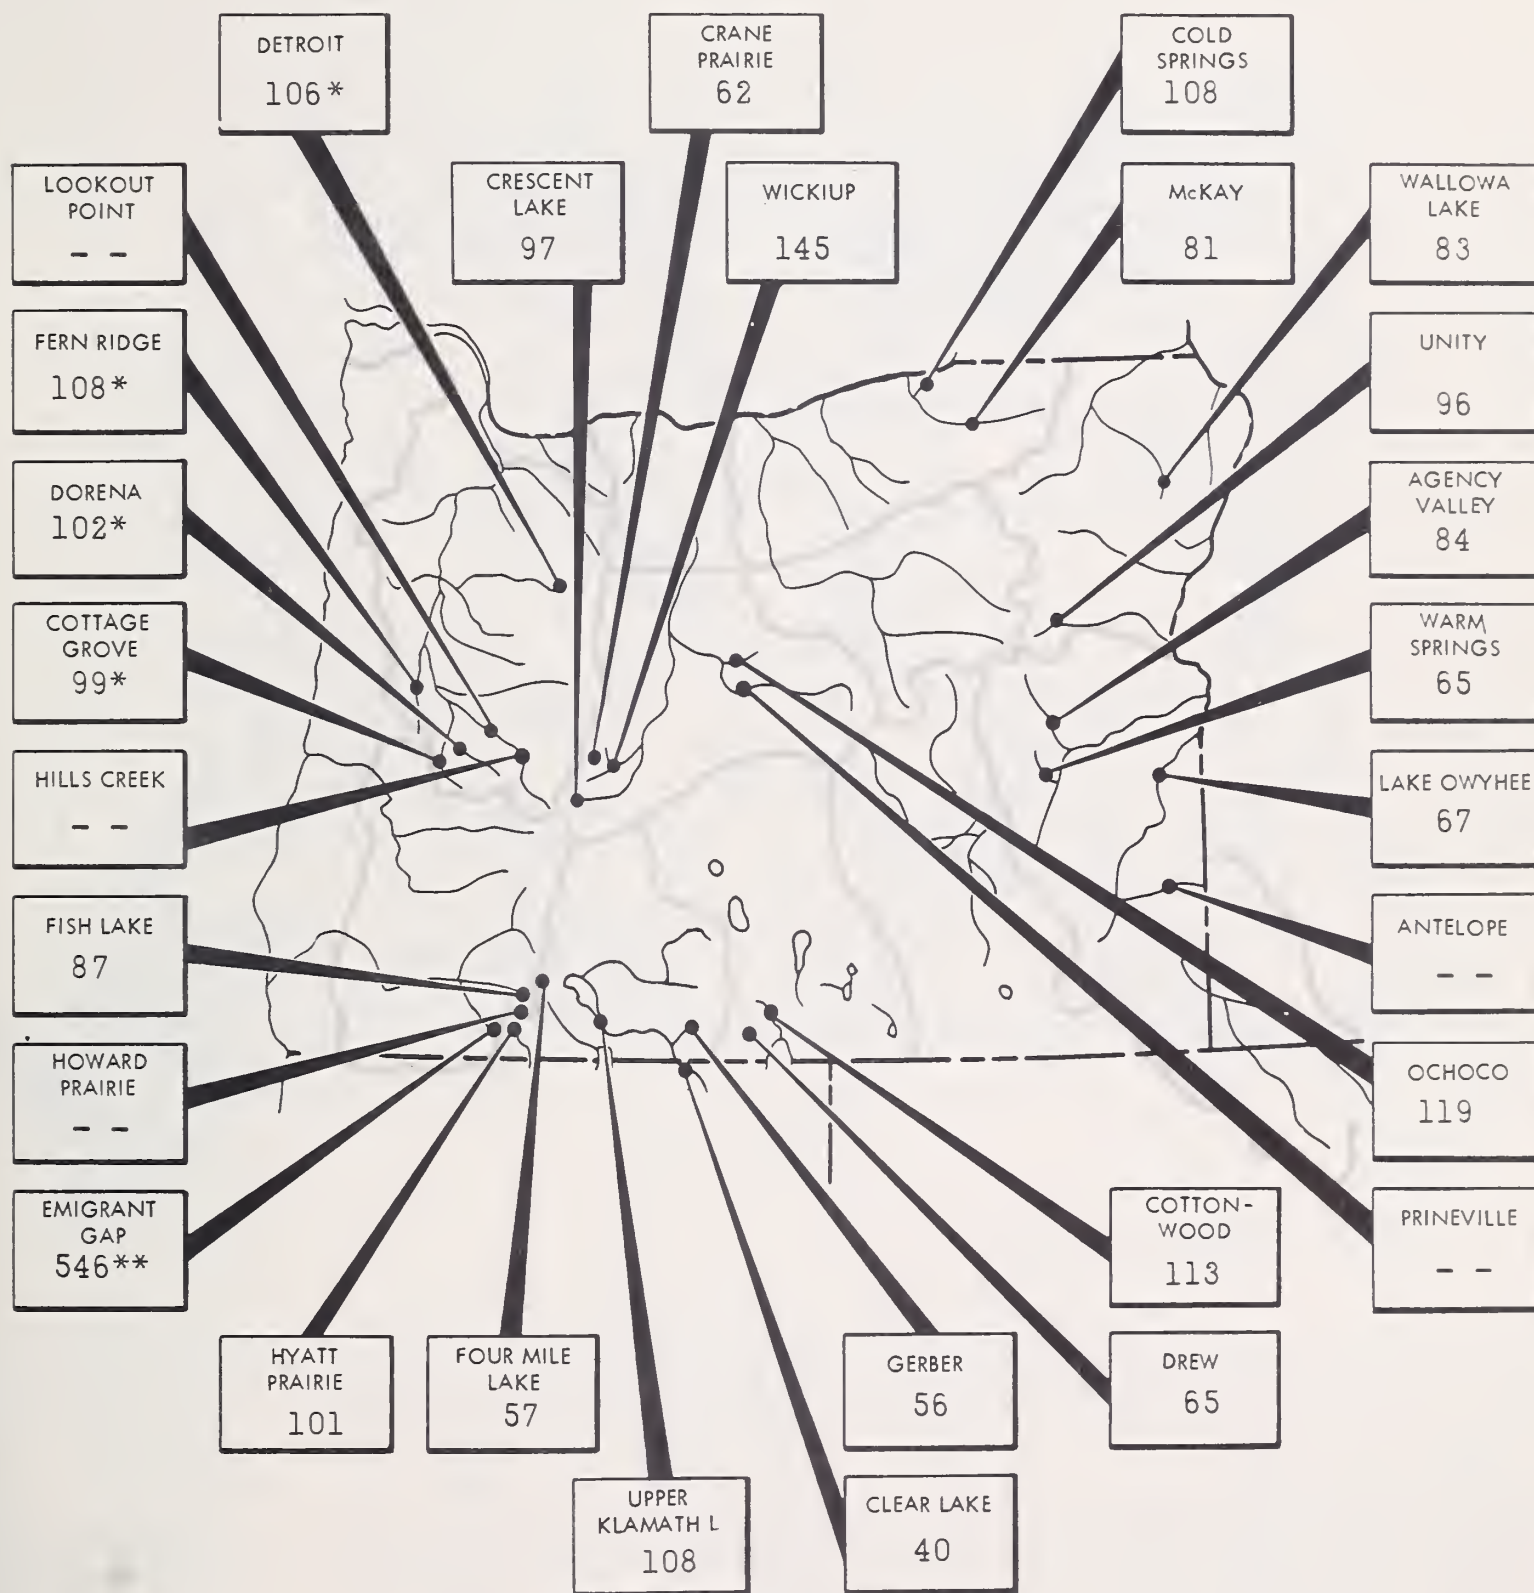 DETROIT
106*
CRANE
PRAIRIE
62
COLD
SPRINGS
108
LOOKOUT
POINT
- -
CRESCENT
LAKE
97
WICKIUP
145
McKAY
81
WALLOWA
LAKE
83
FERN RIDGE
108*
UNITY
96
DORENA
102*
AGENCY
VALLEY
84
COTTAGE
GROVE
99*
WARM
SPRINGS
65
HILLS CREEK
- -
LAKE OWYHEE
67
FISH LAKE
87
ANTELOPE
- -
HOWARD
PRAIRIE
- -
OCHOCO
119
EMIGRANT
GAP
546**
COTTON-
WOOD
113
PRINEVILLE
- -
HYATT
PRAIRIE
101
FOUR MILE
LAKE
57
GERBER
56
DREW
65
UPPER
KLAMATH L
108
CLEAR LAKE
40